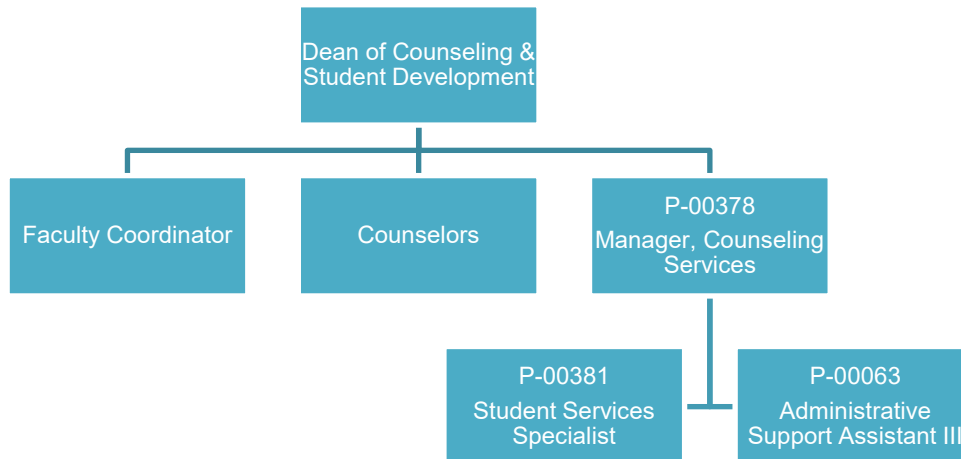 Dean of Counseling &
Student Development
Faculty Coordinator
Counselors
P-00378
Manager, Counseling
Services
P-00381
Student Services
Specialist
P-00063
Administrative
Support Assistant III